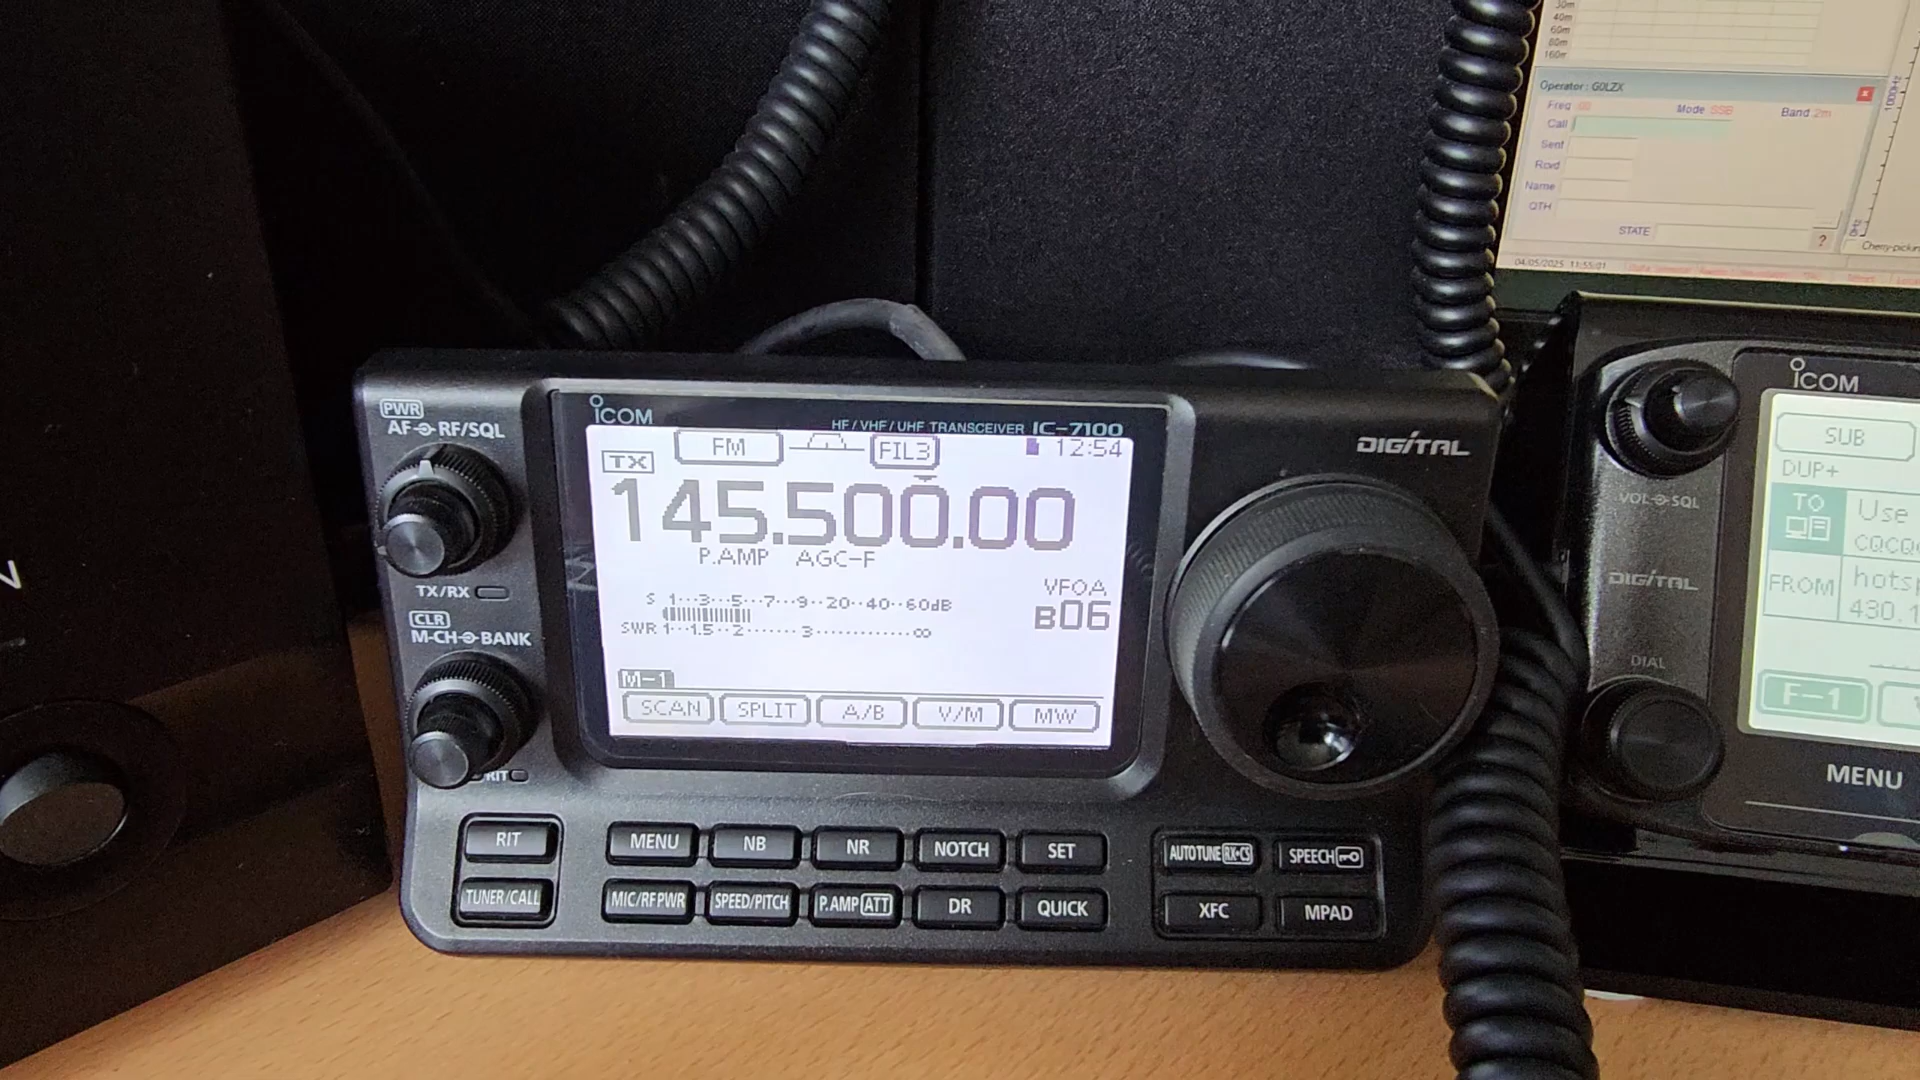 30m
40m
60m
80m
160m
Operator : G0LZX
Freq Mode SSB Band 2m
Call
Sent
Rcvd
Name
QTH
STATE
?
04/05/2025 11:55:01
1000Hz
0Hz
N
PWR
AF RF/SQL
TX/RX
CLR
M-CH BANK
RIT
ICOM
HF/VHF/UHF TRANSCEIVER IC-7100
DIGITAL
FM FIL3 12:54
TX
145.500.00
P.AMP AGC-F
VFOA
B06
S 1···3···5···7···9··20··40··60dB
SWR 1···1.5··2·······3············∞
M-1
SCAN SPLIT A/B V/M MW
RIT MENU NB NR NOTCH SET AUTOTUNE RX→CS SPEECH
TUNER/CALL MIC/RF PWR SPEED/PITCH P.AMP ATT DR QUICK XFC MPAD
ICOM
VOL SQL
DIGITAL
DIAL
SUB
DUP+
TO Use
CQCQ
FROM hotsp
430.1
F-1
MENU